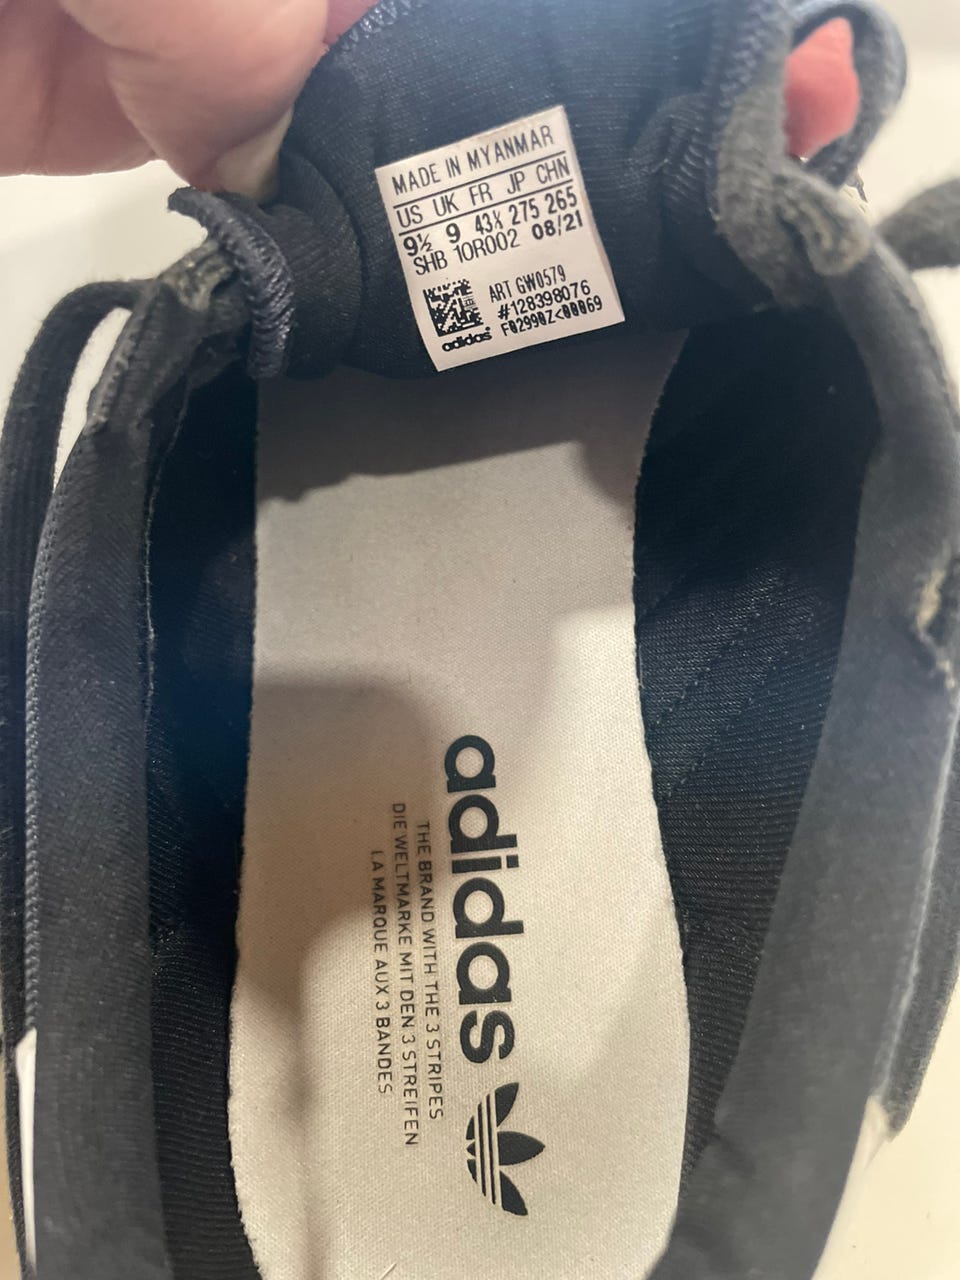 MADE IN MYANMAR
US UK FR JP CHN
9½ 9 43⅓ 275 265
SHB 10R002 08/21
ART GW0579
#128398076
F0299QZ<00069
adidas
adidas
THE BRAND WITH THE 3 STRIPES
DIE WELTMARKE MIT DEN 3 STREIFEN
LA MARQUE AUX 3 BANDES